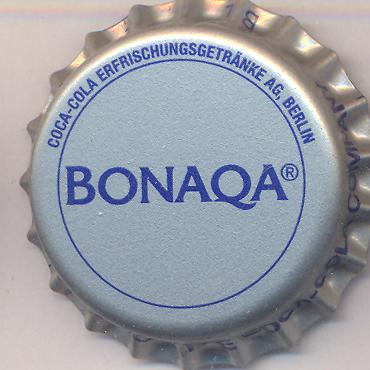 COCA-COLA ERFRISCHUNGSGETRÄNKE AG, BERLIN
BONAQA®